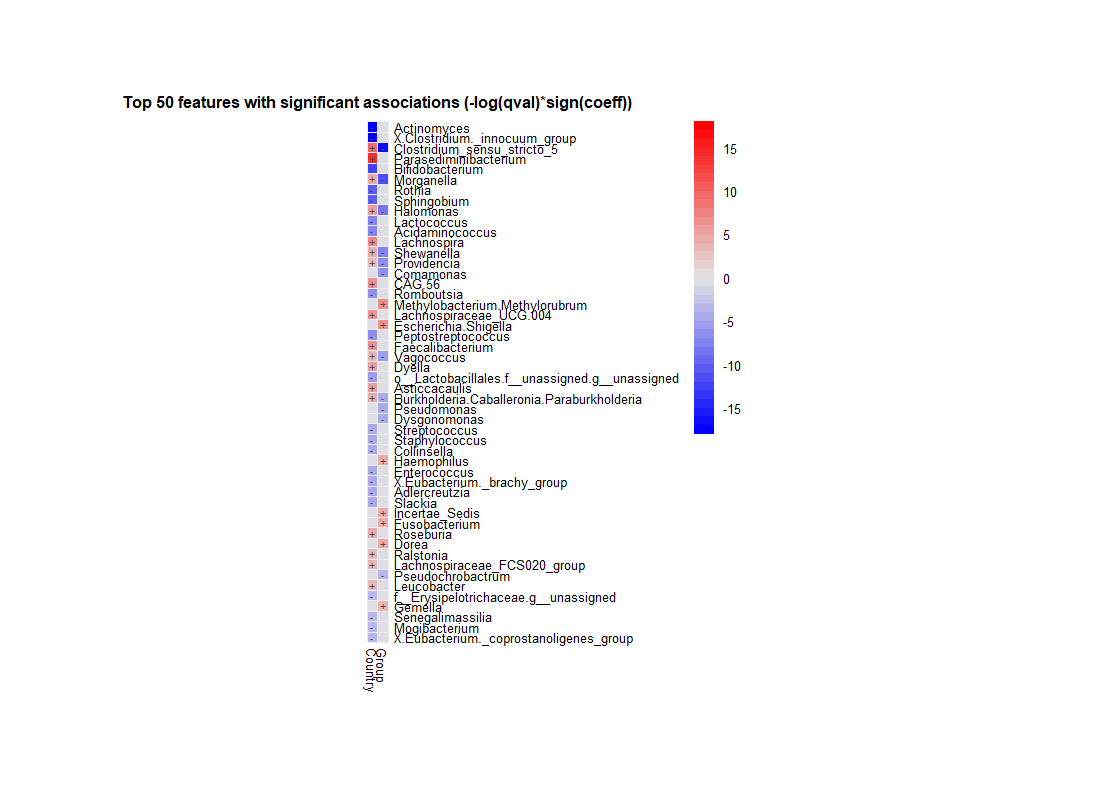 Top 50 features with significant associations (-log(qval)*sign(coeff))
- Actinomyces
- X.Clostridium._innocuum_group
+ - Clostridium_sensu_stricto_5
+ Parasediminibacterium
- Bifidobacterium
+ - Morganella
- Rothia
- Sphingobium
+ - Halomonas
- Lactococcus
- Acidaminococcus
+ Lachnospira
+ - Shewanella
+ - Providencia
- Comamonas
+ CAG.56
- Romboutsia
+ Methylobacterium.Methylorubrum
+ Lachnospiraceae_UCG.004
+ Escherichia.Shigella
- Peptostreptococcus
+ Faecalibacterium
+ - Vagococcus
+ Dyella
- o__Lactobacillales.f__unassigned.g__unassigned
+ Asticcacaulis
+ - Burkholderia.Caballeronia.Paraburkholderia
- Pseudomonas
- Dysgonomonas
- Streptococcus
- Staphylococcus
- Collinsella
+ Haemophilus
- Enterococcus
- X.Eubacterium._brachy_group
- Adlercreutzia
- Slackia
+ Incertae_Sedis
+ Fusobacterium
+ Roseburia
+ Dorea
+ Ralstonia
+ Lachnospiraceae_FCS020_group
- Pseudochrobactrum
+ Leucobacter
- f__Erysipelotrichaceae.g__unassigned
+ Gemella
- Senegalimassilia
- Mogibacterium
- X.Eubacterium._coprostanoligenes_group
Country
Group
15
10
5
0
-5
-10
-15